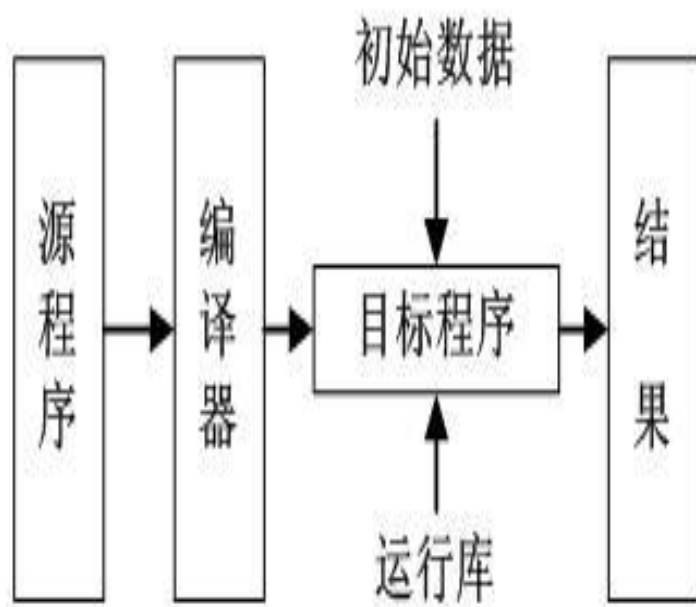 源程序
编译器
初始数据
目标程序
运行库
结果